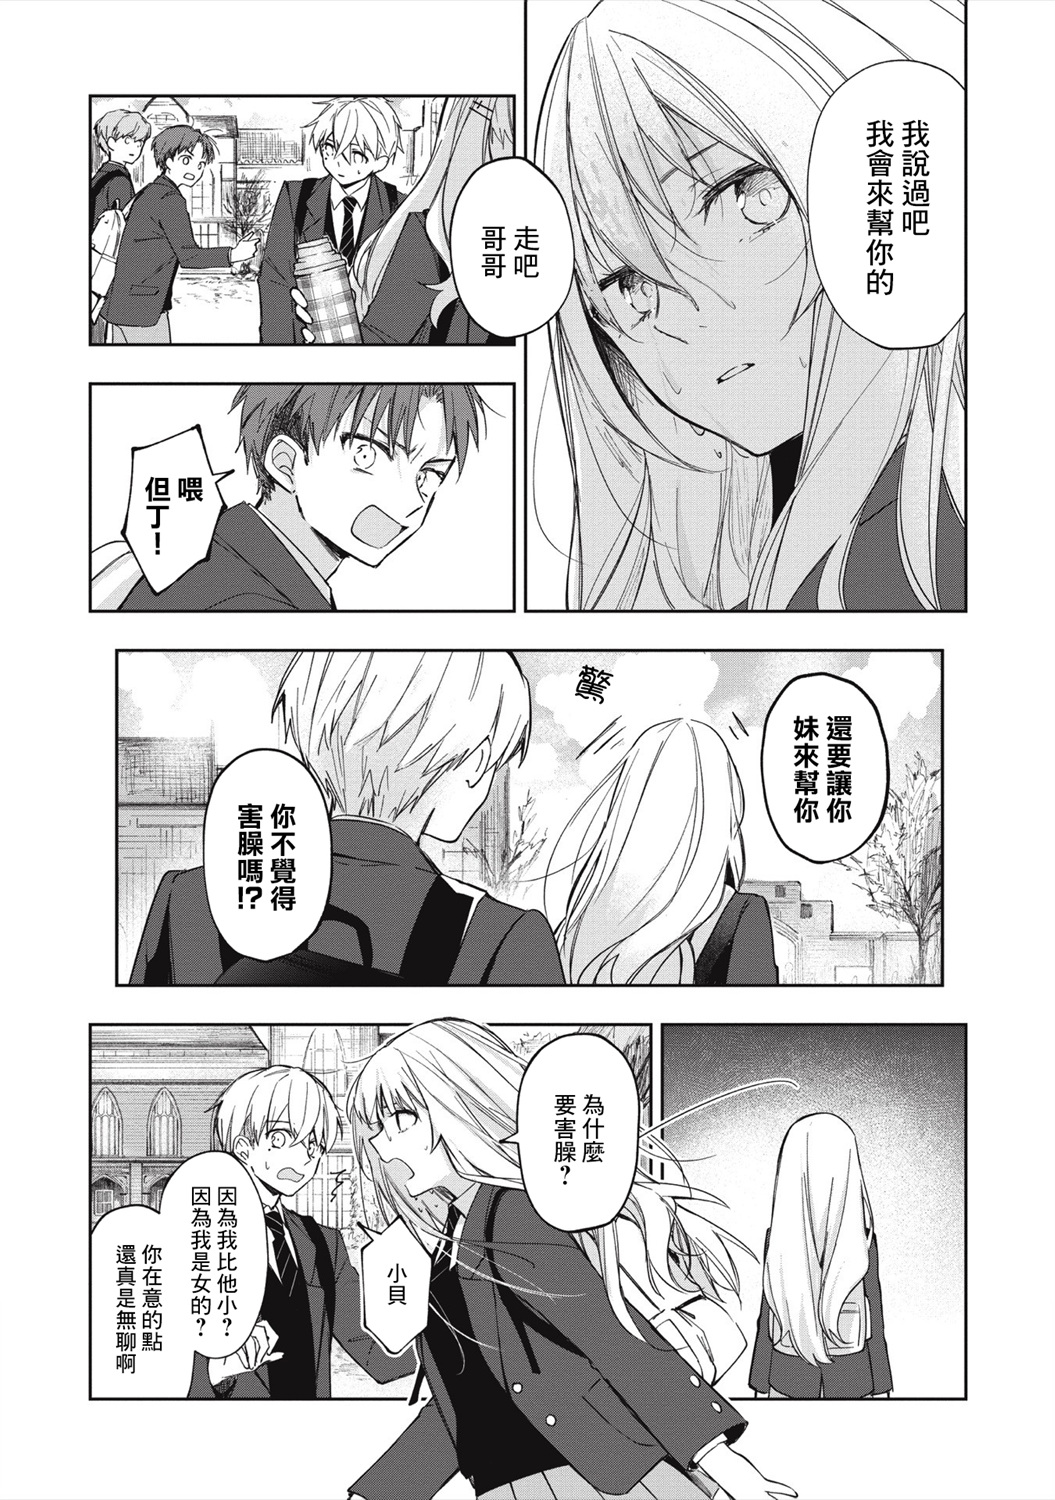 我說過吧
我會來幫你的
走吧
哥哥
喂
但丁！
還要讓你
妹來幫你
驚
你不覺得
害臊嗎!?
為什麼
要害臊？
小貝
因為我比他小？
因為我是女的？
你在意的點
還真是無聊啊